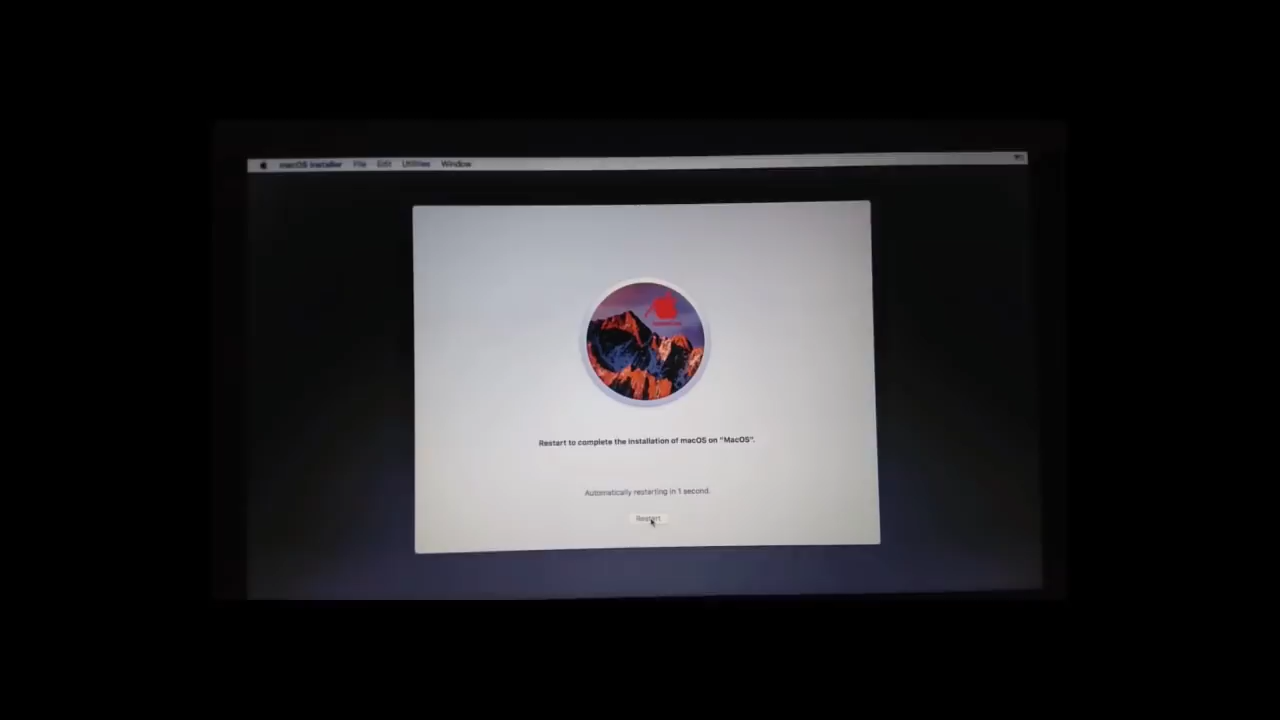 macOS Installer File Edit Utilities Window
Restart to complete the installation of macOS on "MacOS".
Automatically restarting in 1 second.
Restart